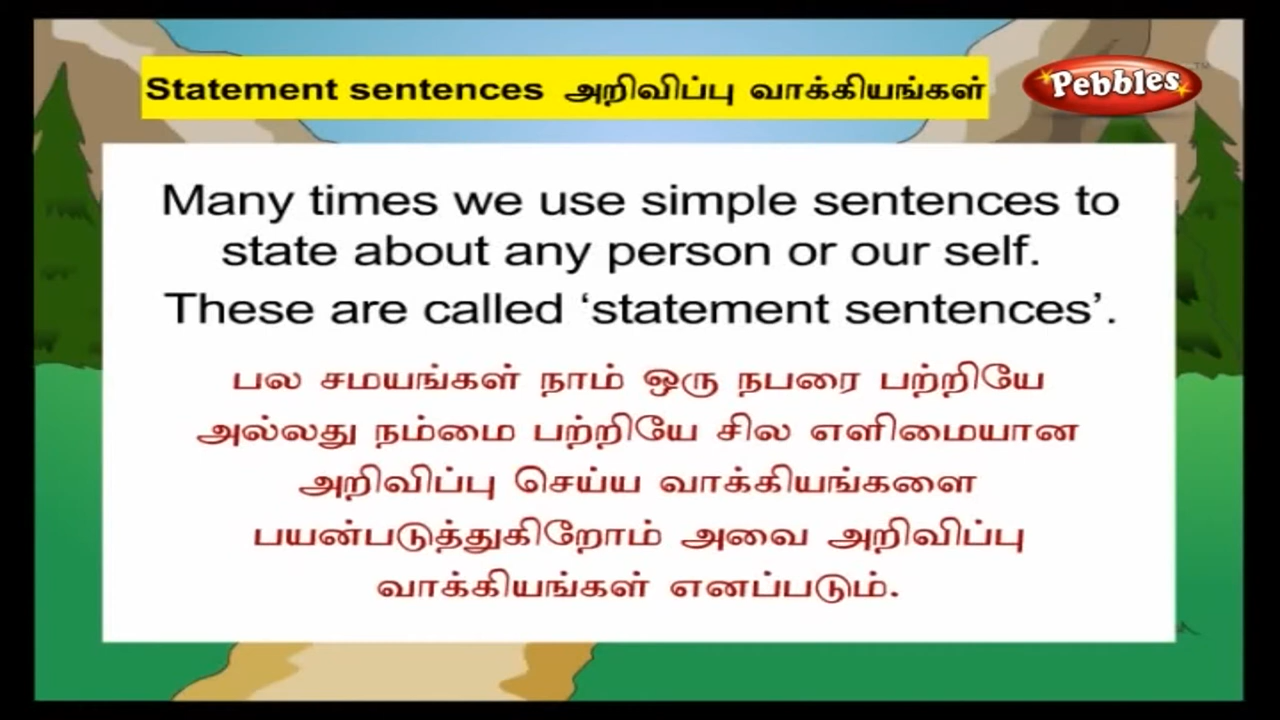 Statement sentences அறிவிப்பு வாக்கியங்கள்
Pebbles TM
Many times we use simple sentences to
state about any person or our self.
These are called ‘statement sentences’.
பல சமயங்கள் நாம் ஒரு நபரை பற்றியே
அல்லது நம்மை பற்றியே சில எளிமையான
அறிவிப்பு செய்ய வாக்கியங்களை
பயன்படுத்துகிறோம் அவை அறிவிப்பு
வாக்கியங்கள் எனப்படும்.